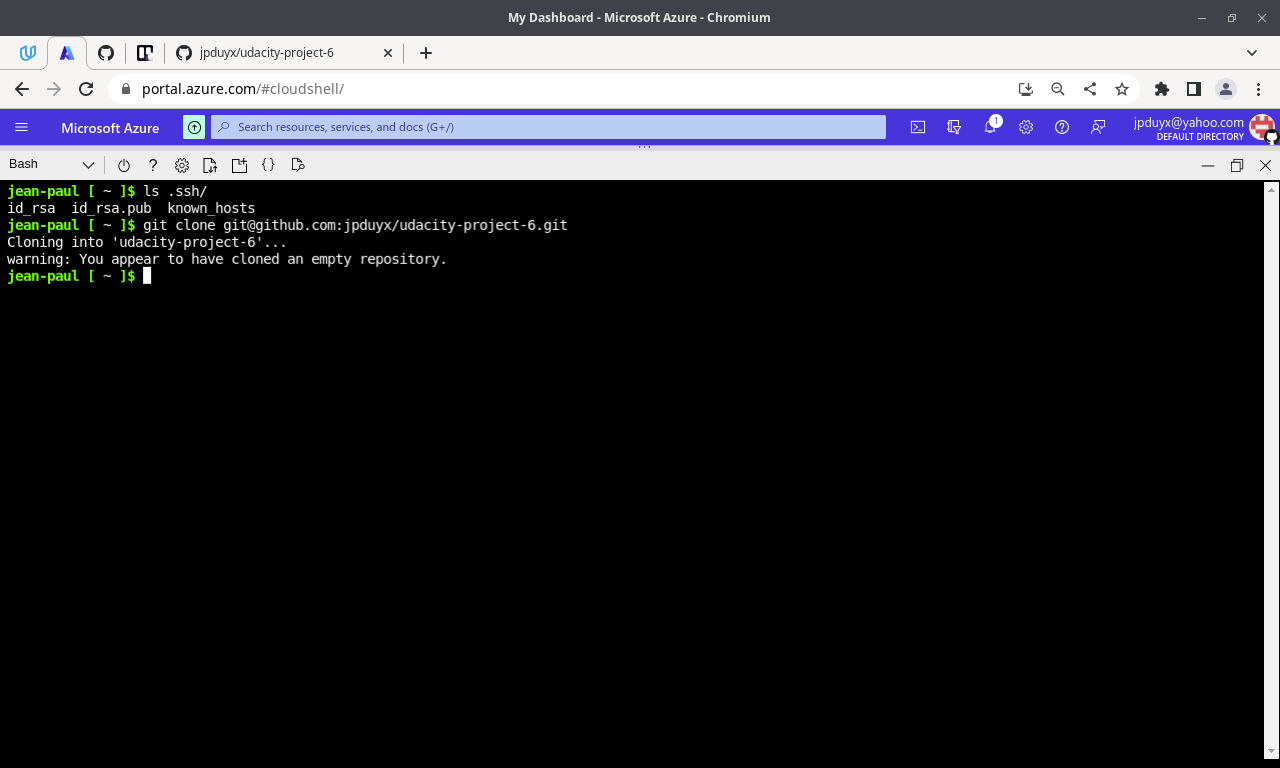 My Dashboard - Microsoft Azure - Chromium
jpduyx/udacity-project-6
portal.azure.com/#cloudshell/
Microsoft Azure
Search resources, services, and docs (G+/)
1
jpduyx@yahoo.com
DEFAULT DIRECTORY
Bash
jean-paul [ ~ ]$ ls .ssh/
id_rsa  id_rsa.pub  known_hosts
jean-paul [ ~ ]$ git clone git@github.com:jpduyx/udacity-project-6.git
Cloning into 'udacity-project-6'...
warning: You appear to have cloned an empty repository.
jean-paul [ ~ ]$